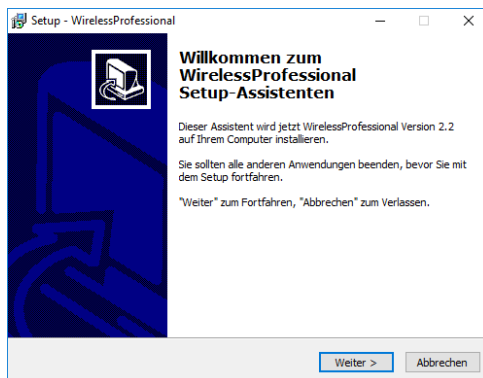 Setup - WirelessProfessional
Willkommen zum
WirelessProfessional
Setup-Assistenten
Dieser Assistent wird jetzt WirelessProfessional Version 2.2
auf Ihrem Computer installieren.
Sie sollten alle anderen Anwendungen beenden, bevor Sie mit
dem Setup fortfahren.
"Weiter" zum Fortfahren, "Abbrechen" zum Verlassen.
Weiter >
Abbrechen